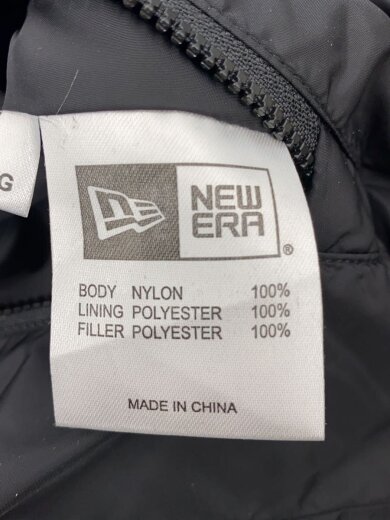 G
NEW
ERA
®
BODY NYLON 100%
LINING POLYESTER 100%
FILLER POLYESTER 100%
MADE IN CHINA